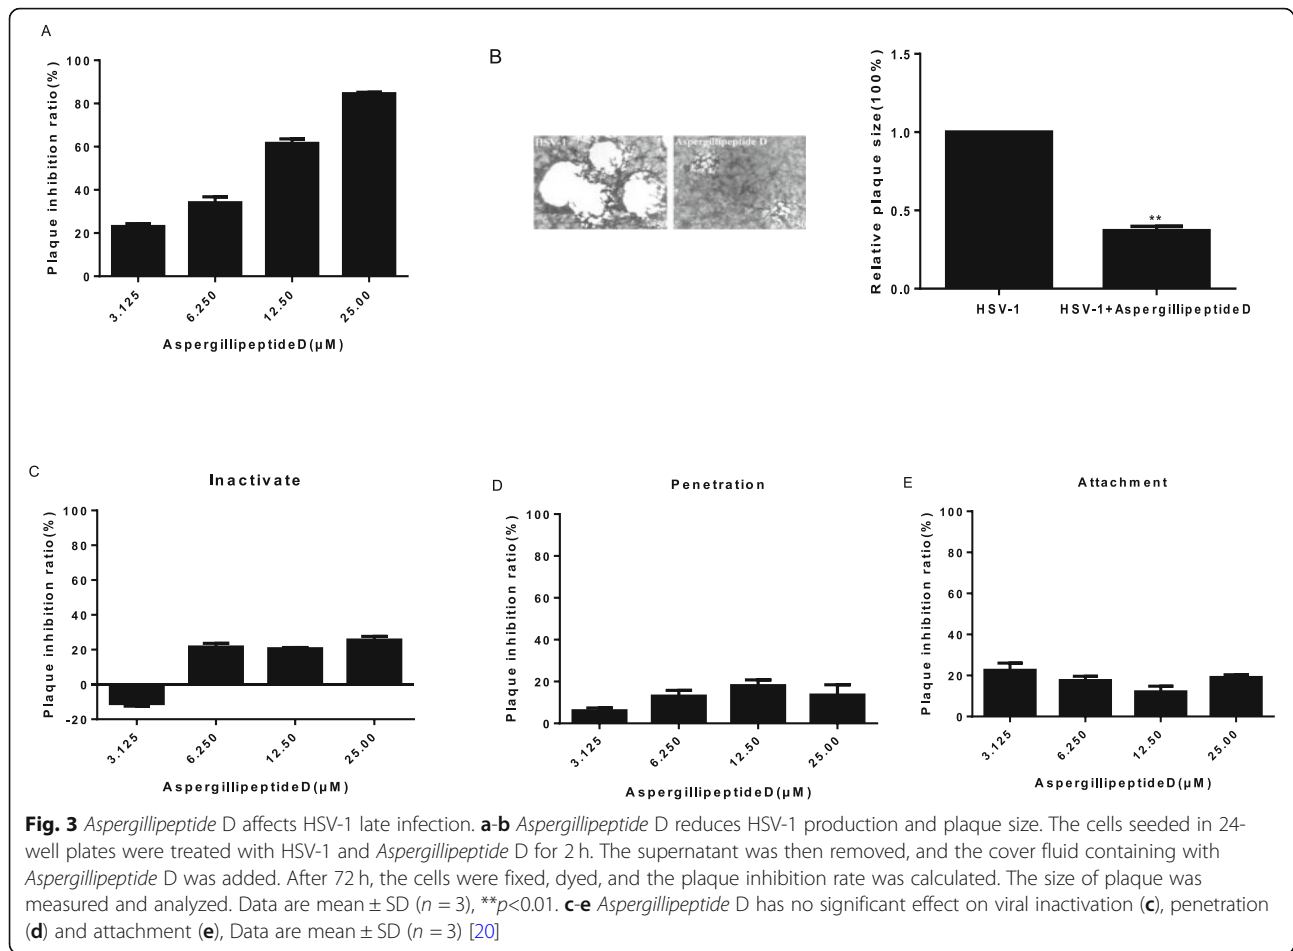 A
Plaque inhibition ratio(%)
100
80
60
40
20
0
3.125
6.250
12.50
25.00
AspergillipeptideD(μM)
B
HSV-1
Aspergillipeptide D
Relative plaque size(100%)
1.5
1.0
0.5
0.0
**
HSV-1
HSV-1+AspergillipeptideD
C
Inactivate
Plaque inhibition ratio(%)
100
80
60
40
20
0
-20
3.125
6.250
12.50
25.00
AspergillipeptideD(μM)
D
Penetration
Plaque inhibition ratio(%)
100
80
60
40
20
0
3.125
6.250
12.50
25.00
AspergillipeptideD(μM)
E
Attachment
Plaque inhibition ratio(%)
100
80
60
40
20
0
3.125
6.250
12.50
25.00
AspergillipeptideD(μM)
Fig. 3 Aspergillipeptide D affects HSV-1 late infection. a-b Aspergillipeptide D reduces HSV-1 production and plaque size. The cells seeded in 24-
well plates were treated with HSV-1 and Aspergillipeptide D for 2 h. The supernatant was then removed, and the cover fluid containing with
Aspergillipeptide D was added. After 72 h, the cells were fixed, dyed, and the plaque inhibition rate was calculated. The size of plaque was
measured and analyzed. Data are mean ± SD (n = 3), **p<0.01. c-e Aspergillipeptide D has no significant effect on viral inactivation (c), penetration
(d) and attachment (e), Data are mean ± SD (n = 3) [20]